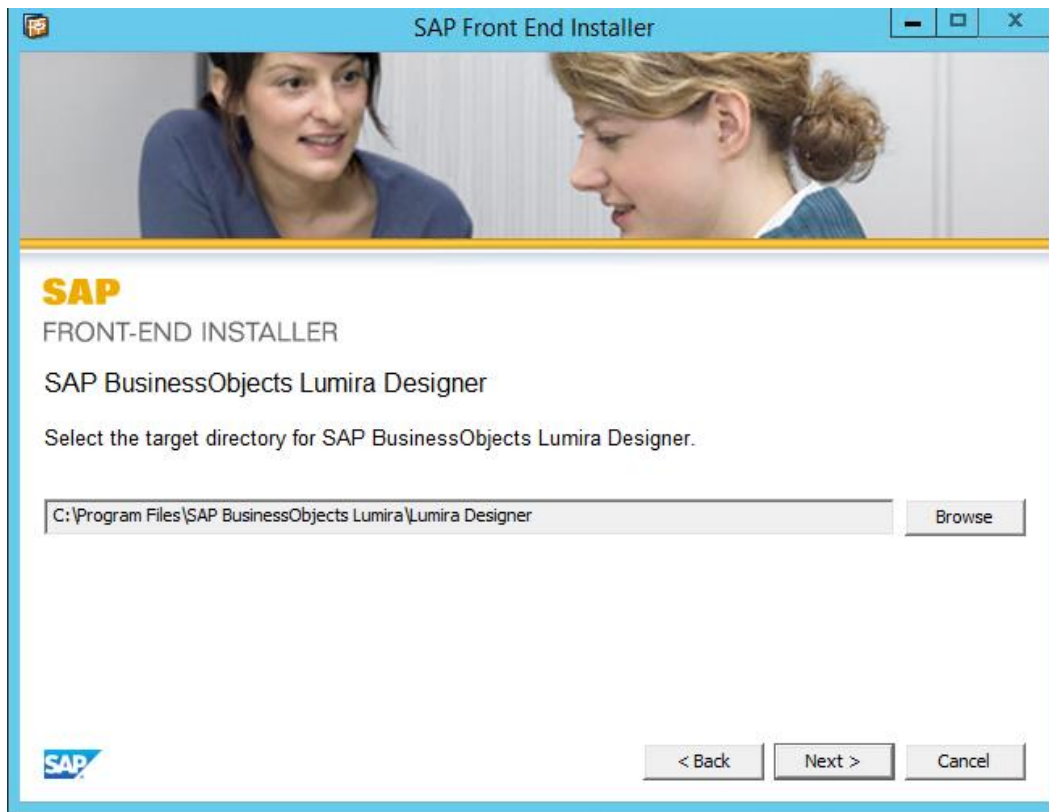 SAP Front End Installer
SAP
FRONT-END INSTALLER
SAP BusinessObjects Lumira Designer
Select the target directory for SAP BusinessObjects Lumira Designer.
C:\Program Files\SAP BusinessObjects Lumira\Lumira Designer
Browse
SAP
< Back
Next >
Cancel